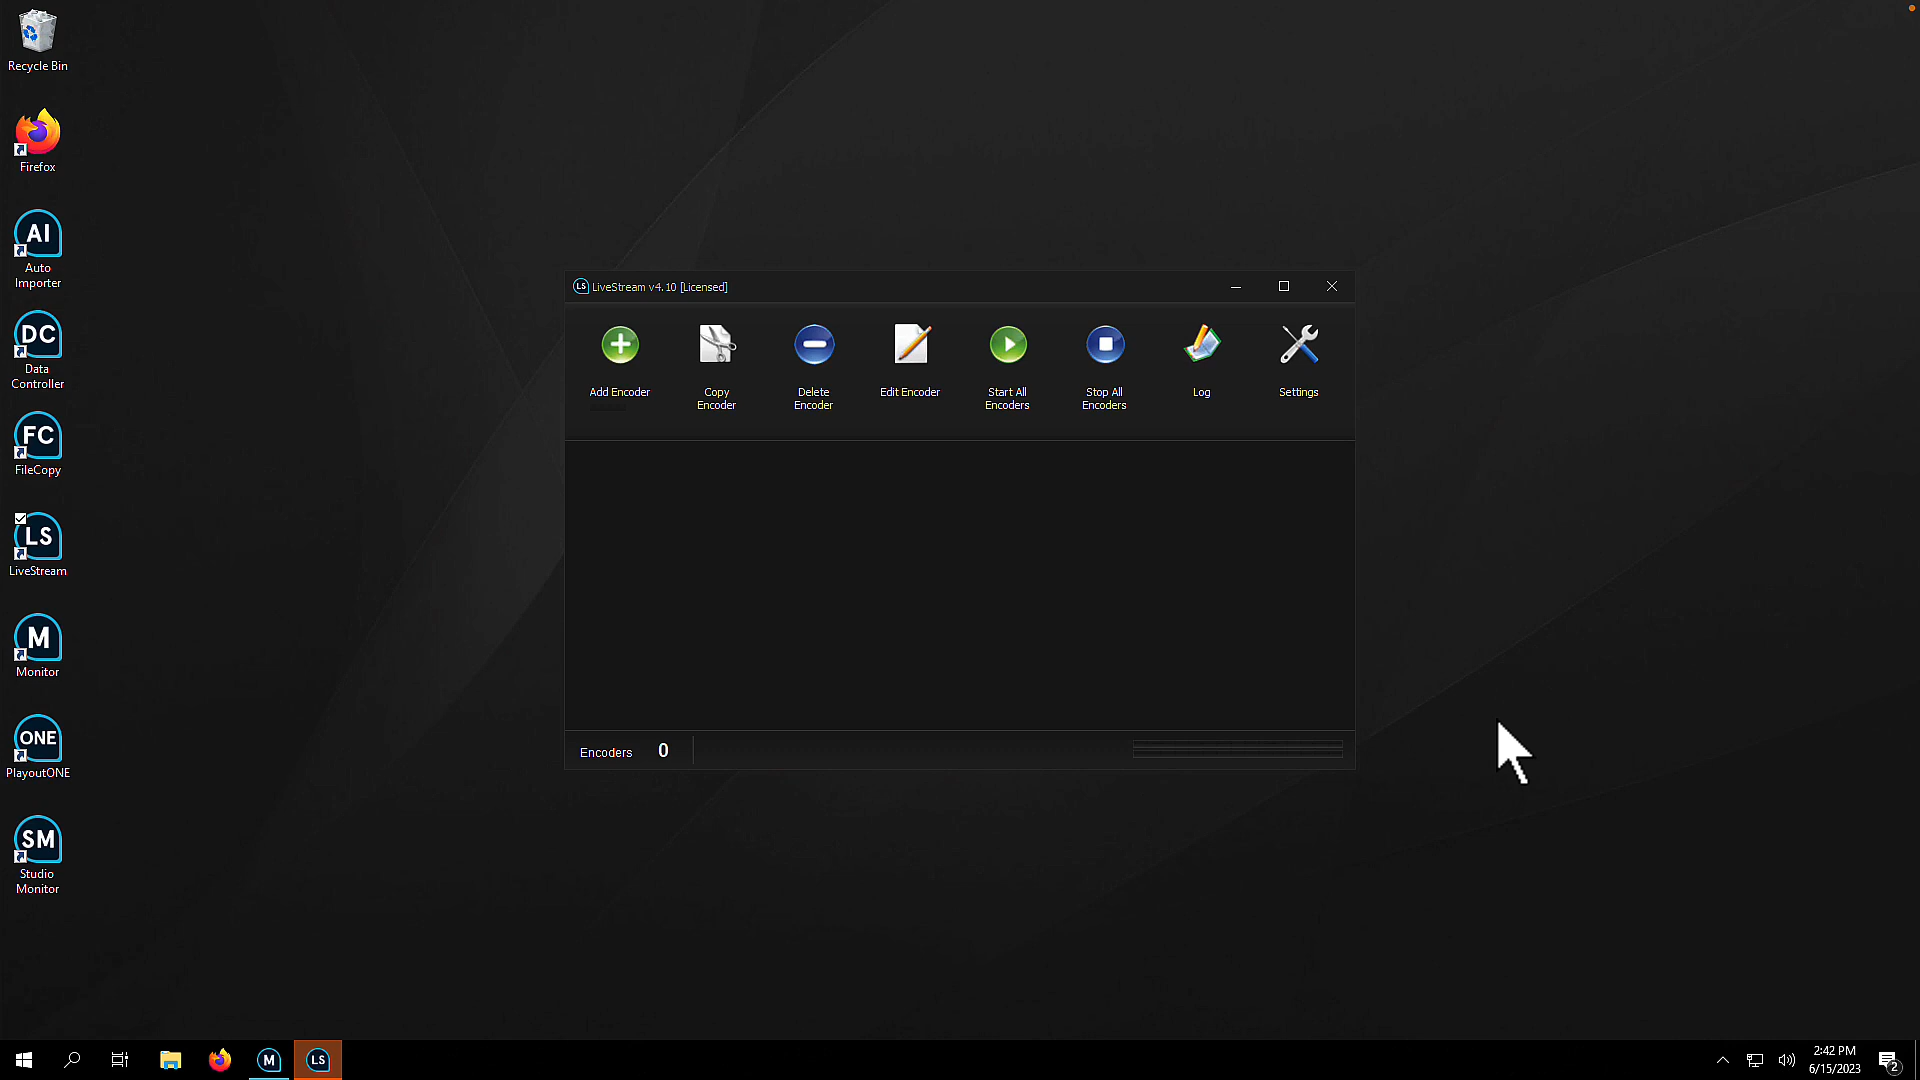 Recycle Bin
Firefox
AI
Auto
Importer
DC
Data
Controller
FC
FileCopy
LS
LiveStream
M
Monitor
ONE
PlayoutONE
SM
Studio
Monitor
LS LiveStream v4.10 [Licensed]
Add Encoder
Copy
Encoder
Delete
Encoder
Edit Encoder
Start All
Encoders
Stop All
Encoders
Log
Settings
Encoders 0
M
LS
2:42 PM
6/15/2023
2